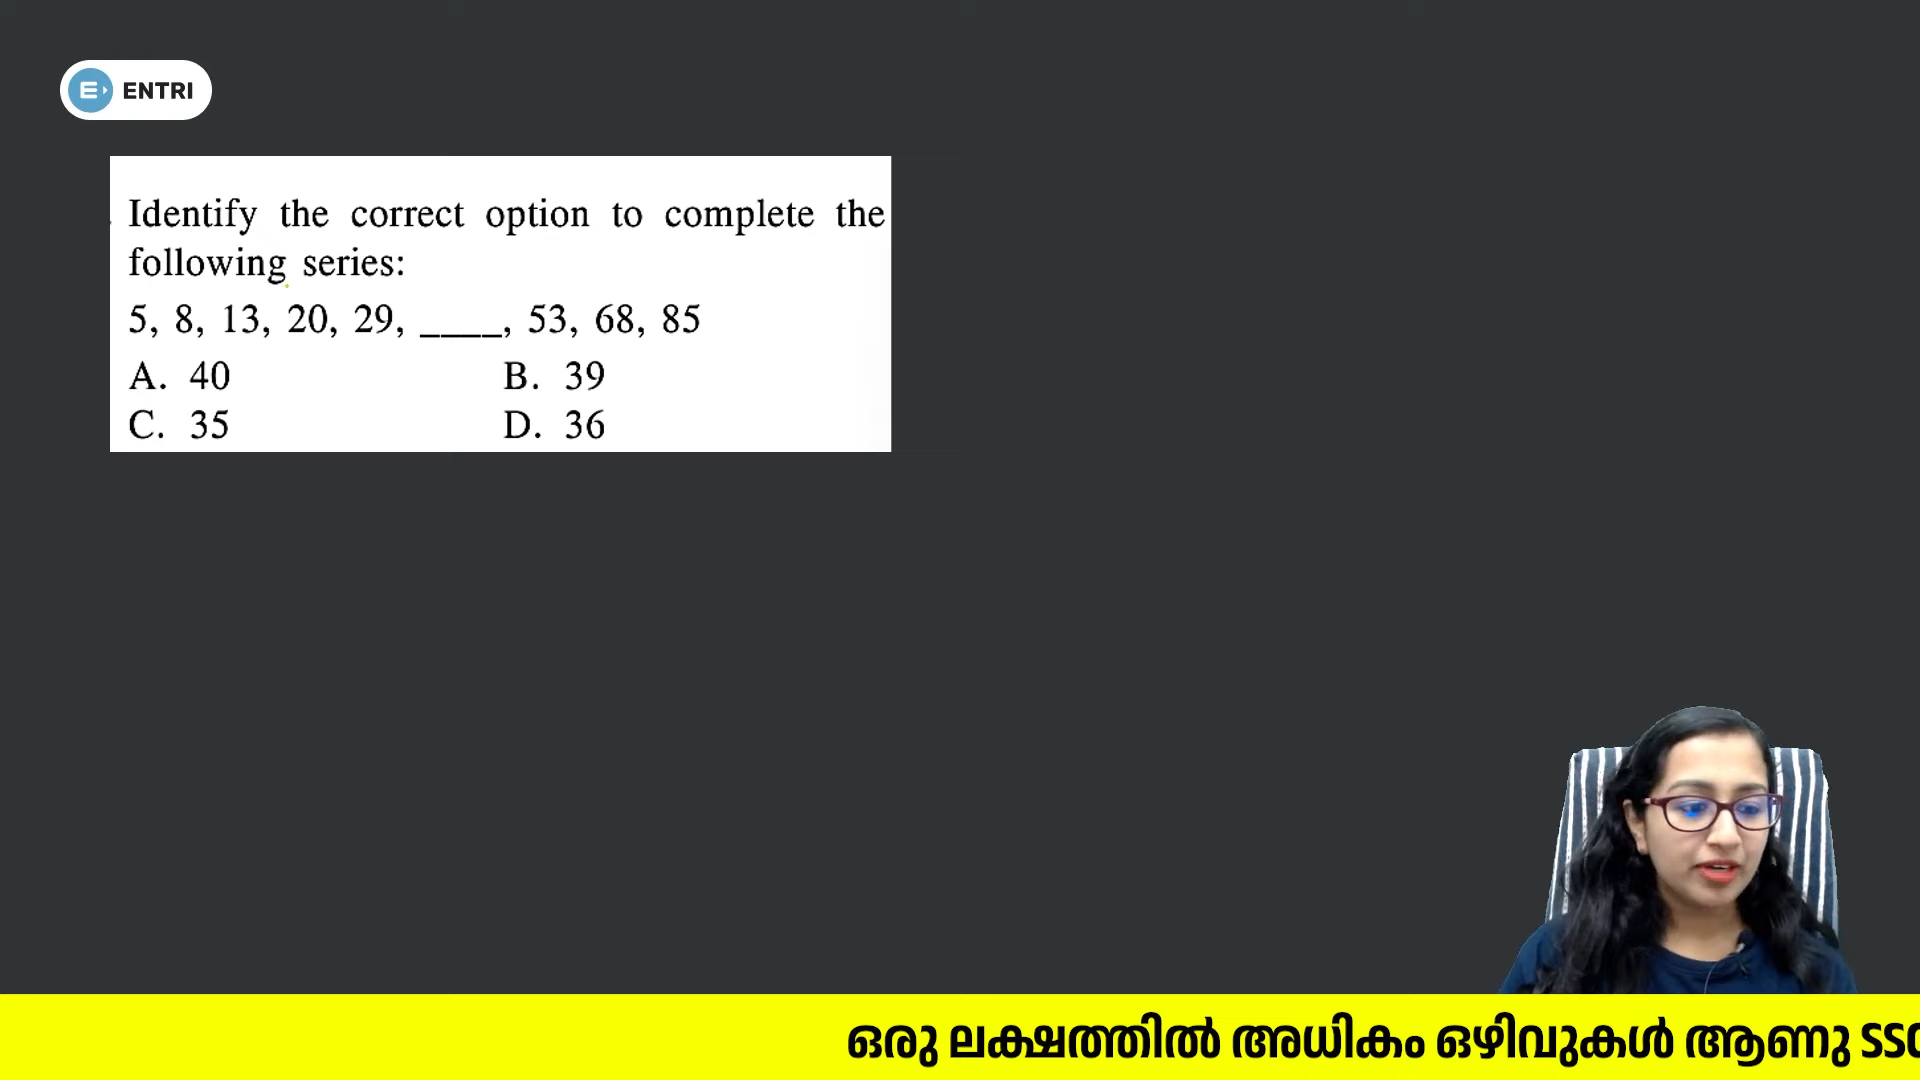 ENTRI
Identify the correct option to complete the
following series:
5, 8, 13, 20, 29, ____, 53, 68, 85
A. 40 B. 39
C. 35 D. 36
ഒരു ലക്ഷത്തിൽ അധികം ഒഴിവുകൾ ആണു SSC